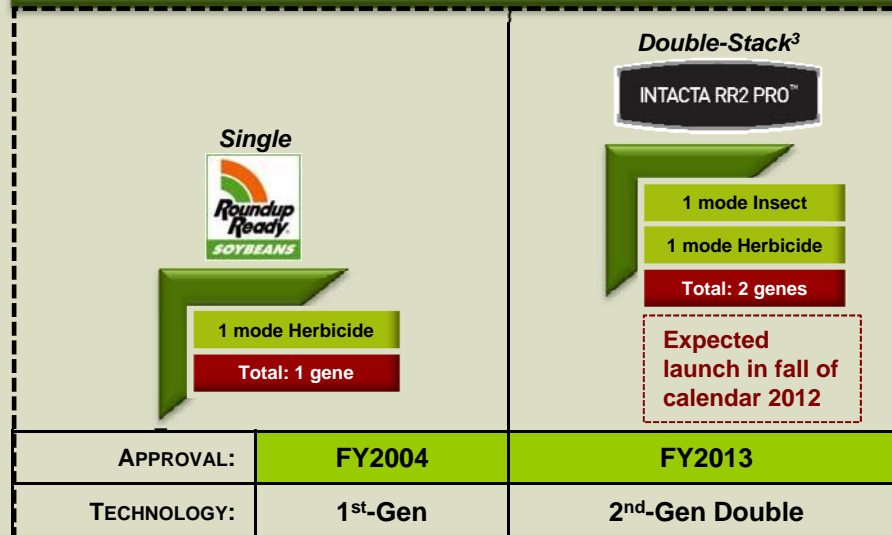 Single
Roundup
Ready
SOYBEANS
1 mode Herbicide
Total: 1 gene
Double-Stack³
INTACTA RR2 PRO™
1 mode Insect
1 mode Herbicide
Total: 2 genes
Expected
launch in fall of
calendar 2012
APPROVAL: FY2004 FY2013
TECHNOLOGY: 1st-Gen 2nd-Gen Double